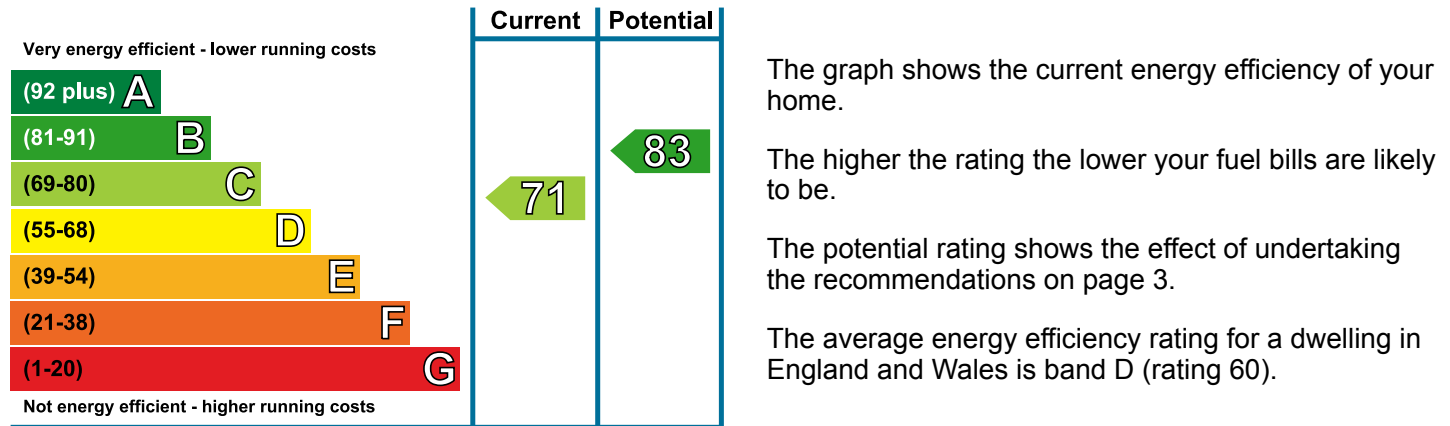 Current Potential
Very energy efficient - lower running costs
(92 plus) A
(81-91) B
(69-80) C
(55-68) D
(39-54) E
(21-38) F
(1-20) G
Not energy efficient - higher running costs
71
83
The graph shows the current energy efficiency of your
home.
The higher the rating the lower your fuel bills are likely
to be.
The potential rating shows the effect of undertaking
the recommendations on page 3.
The average energy efficiency rating for a dwelling in
England and Wales is band D (rating 60).